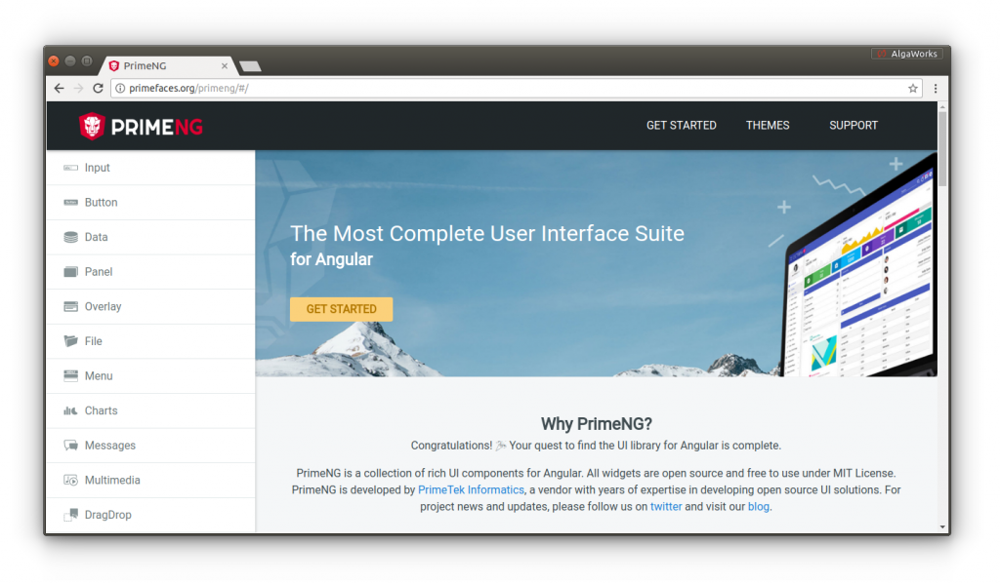 AlgaWorks
PrimeNG
primefaces.org/primeng/#/
PRIMENG
GET STARTED
THEMES
SUPPORT
Input
Button
Data
Panel
Overlay
File
Menu
Charts
Messages
Multimedia
DragDrop
The Most Complete User Interface Suite
for Angular
GET STARTED
Why PrimeNG?
Congratulations! Your quest to find the UI library for Angular is complete.
PrimeNG is a collection of rich UI components for Angular. All widgets are open source and free to use under MIT License.
PrimeNG is developed by PrimeTek Informatics, a vendor with years of expertise in developing open source UI solutions. For
project news and updates, please follow us on twitter and visit our blog.